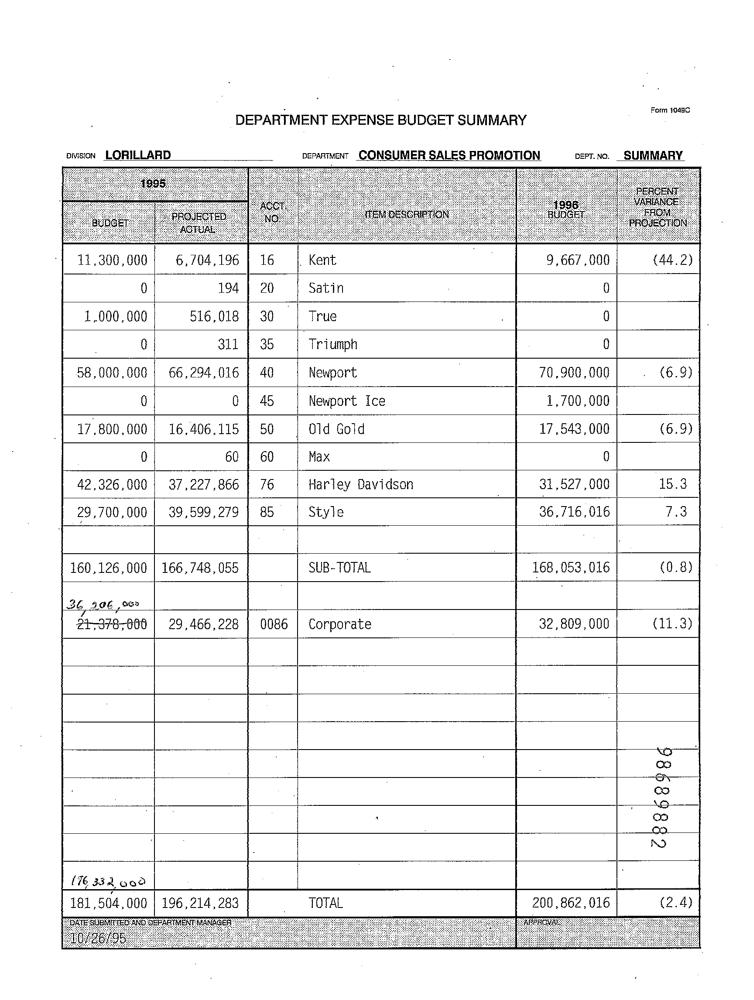 Form 1049C
DEPARTMENT EXPENSE BUDGET SUMMARY
DIVISION LORILLARD DEPARTMENT CONSUMER SALES PROMOTION DEPT. NO. SUMMARY
1995
BUDGET PROJECTED ACTUAL ACCT. NO. ITEM DESCRIPTION 1996 BUDGET PERCENT VARIANCE FROM PROJECTION
11,300,000 6,704,196 16 Kent 9,667,000 (44.2)
0 194 20 Satin 0
1,000,000 516,018 30 True 0
0 311 35 Triumph 0
58,000,000 66,294,016 40 Newport 70,900,000 (6.9)
0 0 45 Newport Ice 1,700,000
17,800,000 16,406,115 50 Old Gold 17,543,000 (6.9)
0 60 60 Max 0
42,326,000 37,227,866 76 Harley Davidson 31,527,000 15.3
29,700,000 39,599,279 85 Style 36,716,016 7.3
160,126,000 166,748,055 SUB-TOTAL 168,053,016 (0.8)
36,206,000
21,378,000 29,466,228 0086 Corporate 32,809,000 (11.3)
98689882
176,332,000
181,504,000 196,214,283 TOTAL 200,862,016 (2.4)
DATE SUBMITTED AND DEPARTMENT MANAGER APPROVAL
10/26/95